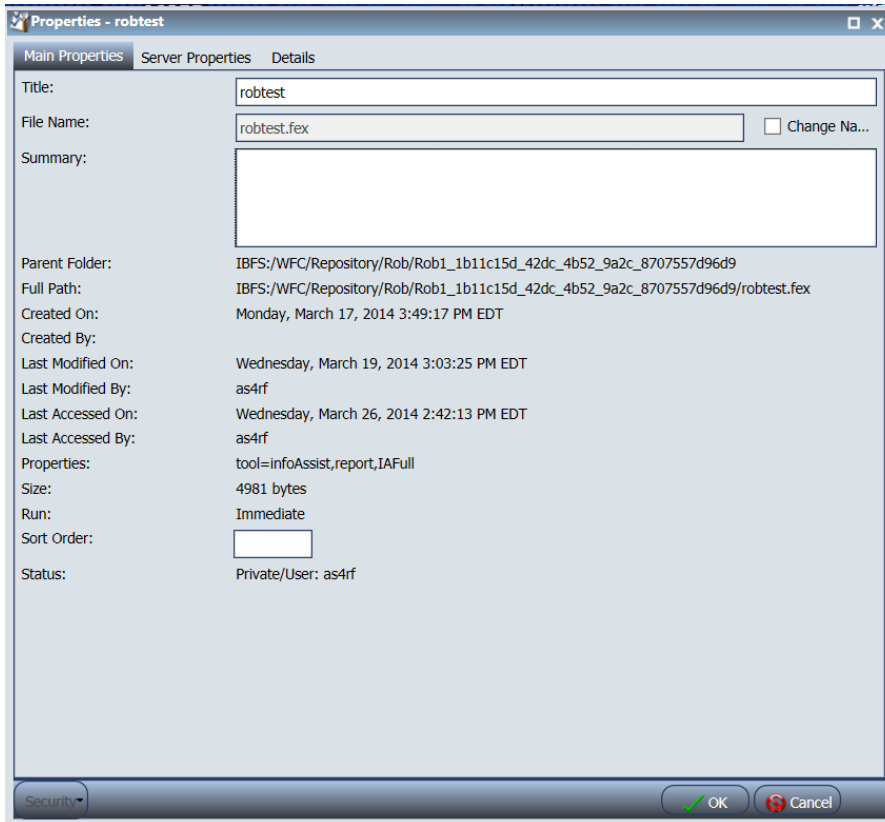 Properties - robtest
Main Properties Server Properties Details
Title: robtest
File Name: robtest.fex Change Na...
Summary:
Parent Folder: IBFS:/WFC/Repository/Rob/Rob1_1b11c15d_42dc_4b52_9a2c_8707557d96d9
Full Path: IBFS:/WFC/Repository/Rob/Rob1_1b11c15d_42dc_4b52_9a2c_8707557d96d9/robtest.fex
Created On: Monday, March 17, 2014 3:49:17 PM EDT
Created By:
Last Modified On: Wednesday, March 19, 2014 3:03:25 PM EDT
Last Modified By: as4rf
Last Accessed On: Wednesday, March 26, 2014 2:42:13 PM EDT
Last Accessed By: as4rf
Properties: tool=infoAssist,report,IAFull
Size: 4981 bytes
Run: Immediate
Sort Order:
Status: Private/User: as4rf
Security OK Cancel